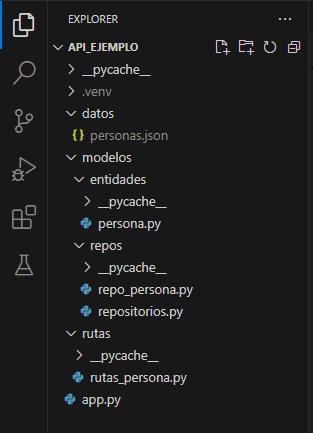 EXPLORER
API_EJEMPLO
__pycache__
.venv
datos
personas.json
modelos
entidades
__pycache__
persona.py
repos
__pycache__
repo_persona.py
repositorios.py
rutas
__pycache__
rutas_persona.py
app.py